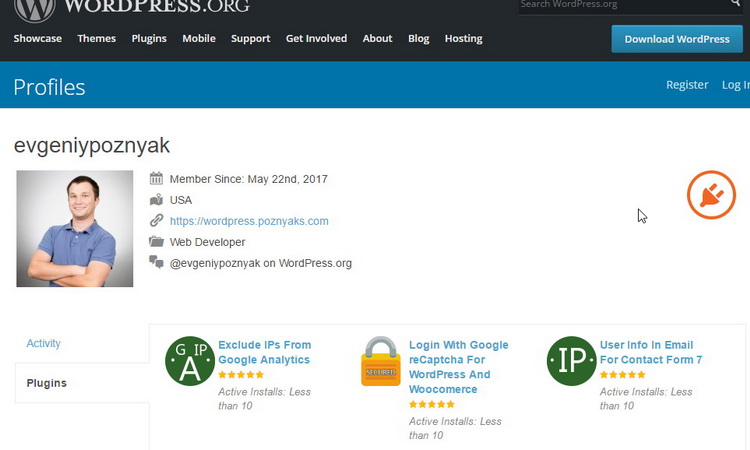 WORDPRESS.ORG
Search WordPress.org
Showcase Themes Plugins Mobile Support Get Involved About Blog Hosting
Download WordPress
Profiles
Register Log In
evgeniypoznyak
Member Since: May 22nd, 2017
USA
https://wordpress.poznyaks.com
Web Developer
@evgeniypoznyak on WordPress.org
Activity
Plugins
G IP
A
Exclude IPs From
Google Analytics
Active Installs: Less
than 10
SECURED
Login With Google
reCaptcha For
WordPress And
Woocomerce
Active Installs: Less
than 10
IP
User Info In Email
For Contact Form 7
Active Installs: Less
than 10